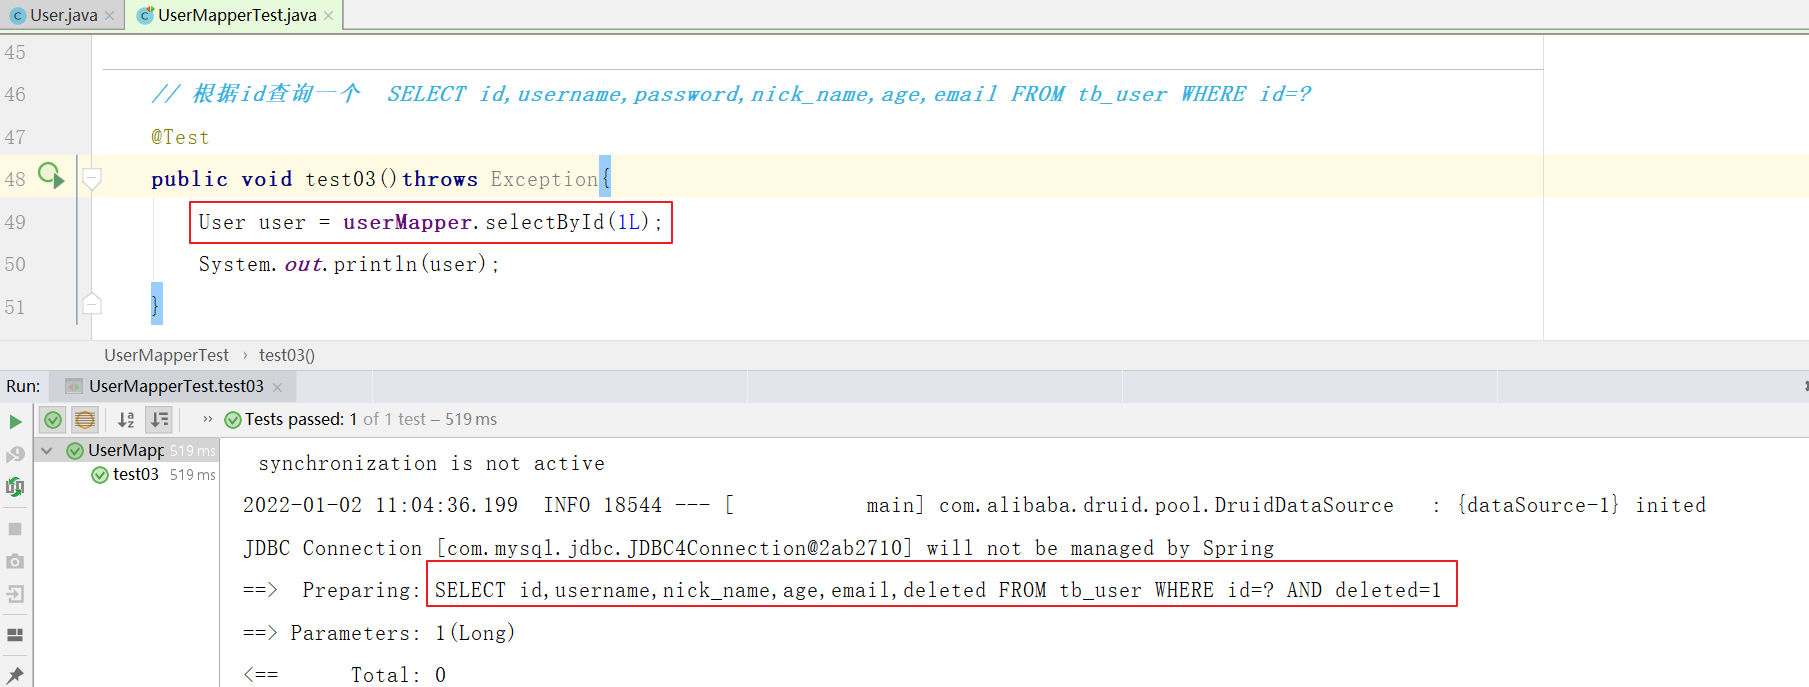 User.java UserMapperTest.java
45
46 // 根据id查询一个 SELECT id,username,password,nick_name,age,email FROM tb_user WHERE id=?
47 @Test
48 public void test03()throws Exception{
49 User user = userMapper.selectById(1L);
50 System.out.println(user);
51 }
UserMapperTest › test03()
Run: UserMapperTest.test03
» Tests passed: 1 of 1 test – 519 ms
UserMapp 519 ms
test03 519 ms
synchronization is not active
2022-01-02 11:04:36.199 INFO 18544 --- [ main] com.alibaba.druid.pool.DruidDataSource : {dataSource-1} inited
JDBC Connection [com.mysql.jdbc.JDBC4Connection@2ab2710] will not be managed by Spring
==> Preparing: SELECT id,username,nick_name,age,email,deleted FROM tb_user WHERE id=? AND deleted=1
==> Parameters: 1(Long)
<== Total: 0